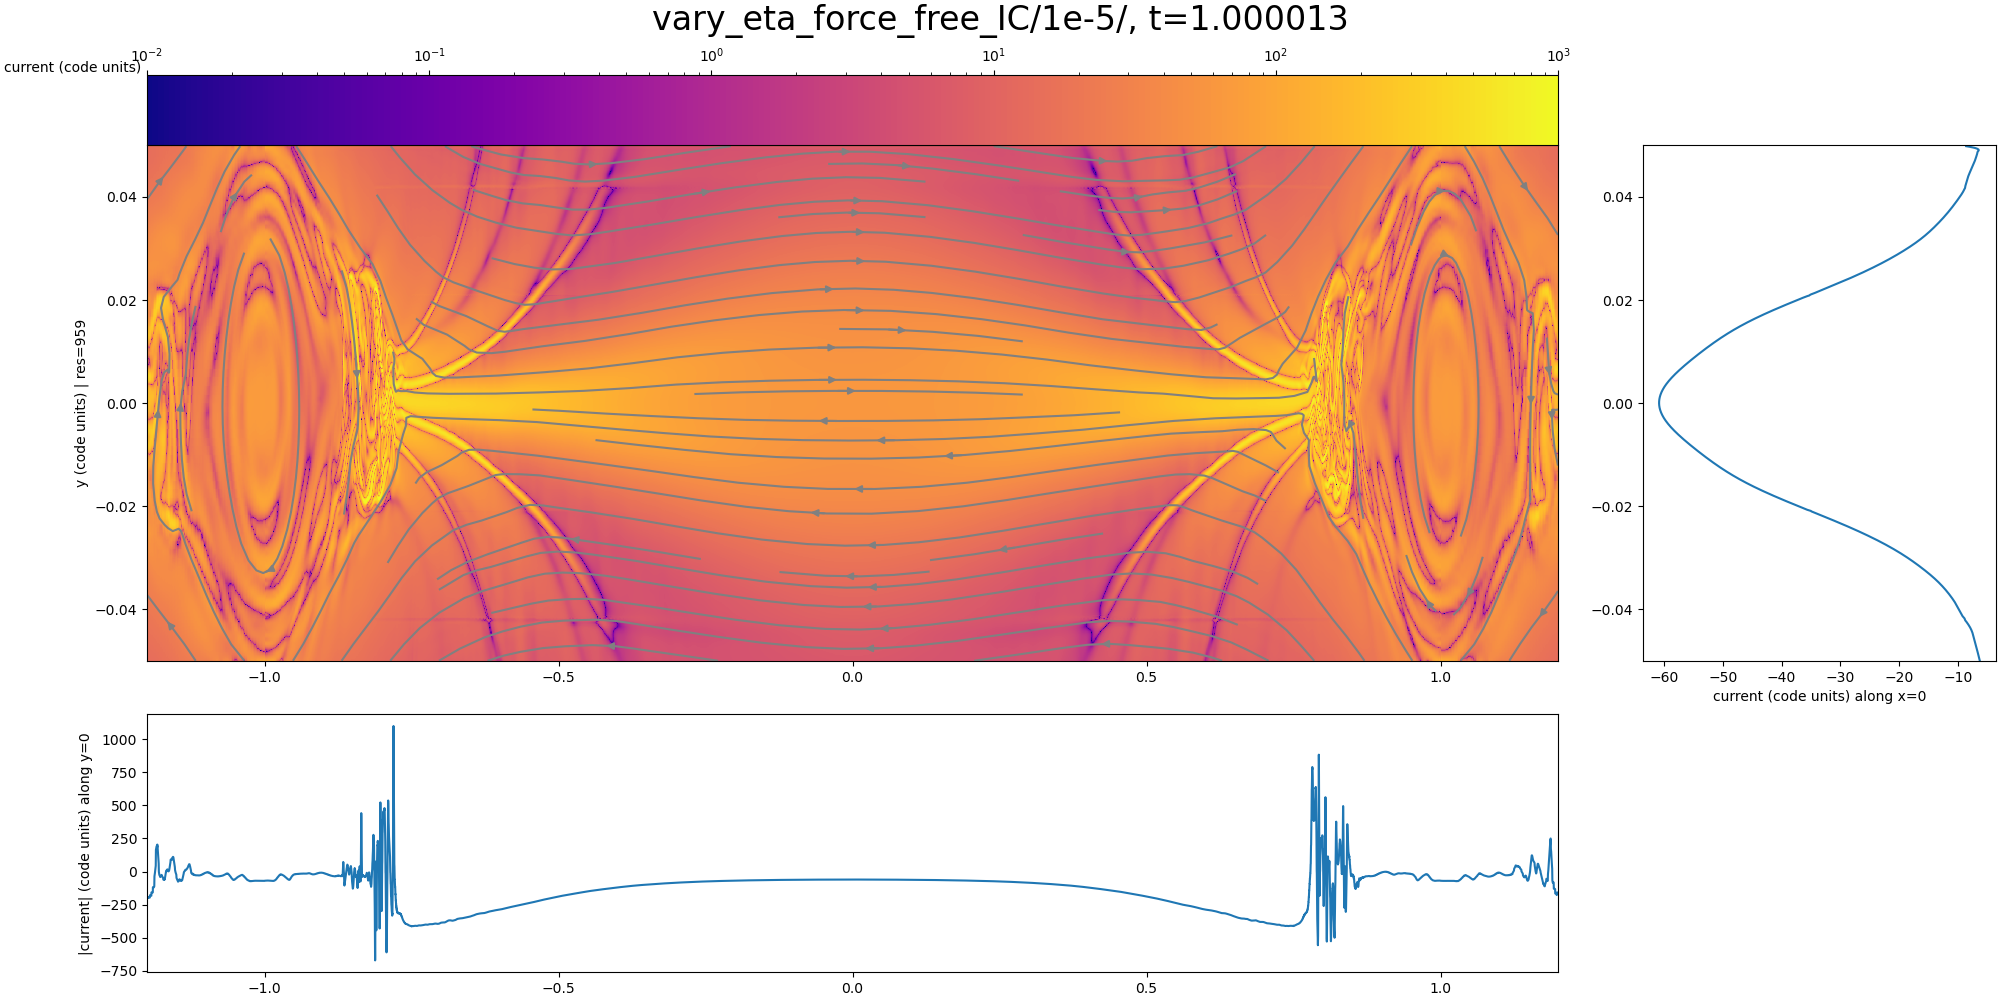 vary_eta_force_free_IC/1e-5/, t=1.000013
10⁻² 10⁻¹ 10⁰ 10¹ 10² 10³
current (code units)
y (code units) | res=959
0.04
0.02
0.00
−0.02
−0.04
−1.0 −0.5 0.0 0.5 1.0
0.04
0.02
0.00
−0.02
−0.04
−60 −50 −40 −30 −20 −10
current (code units) along x=0
|current| (code units) along y=0
1000
750
500
250
0
−250
−500
−750
−1.0 −0.5 0.0 0.5 1.0